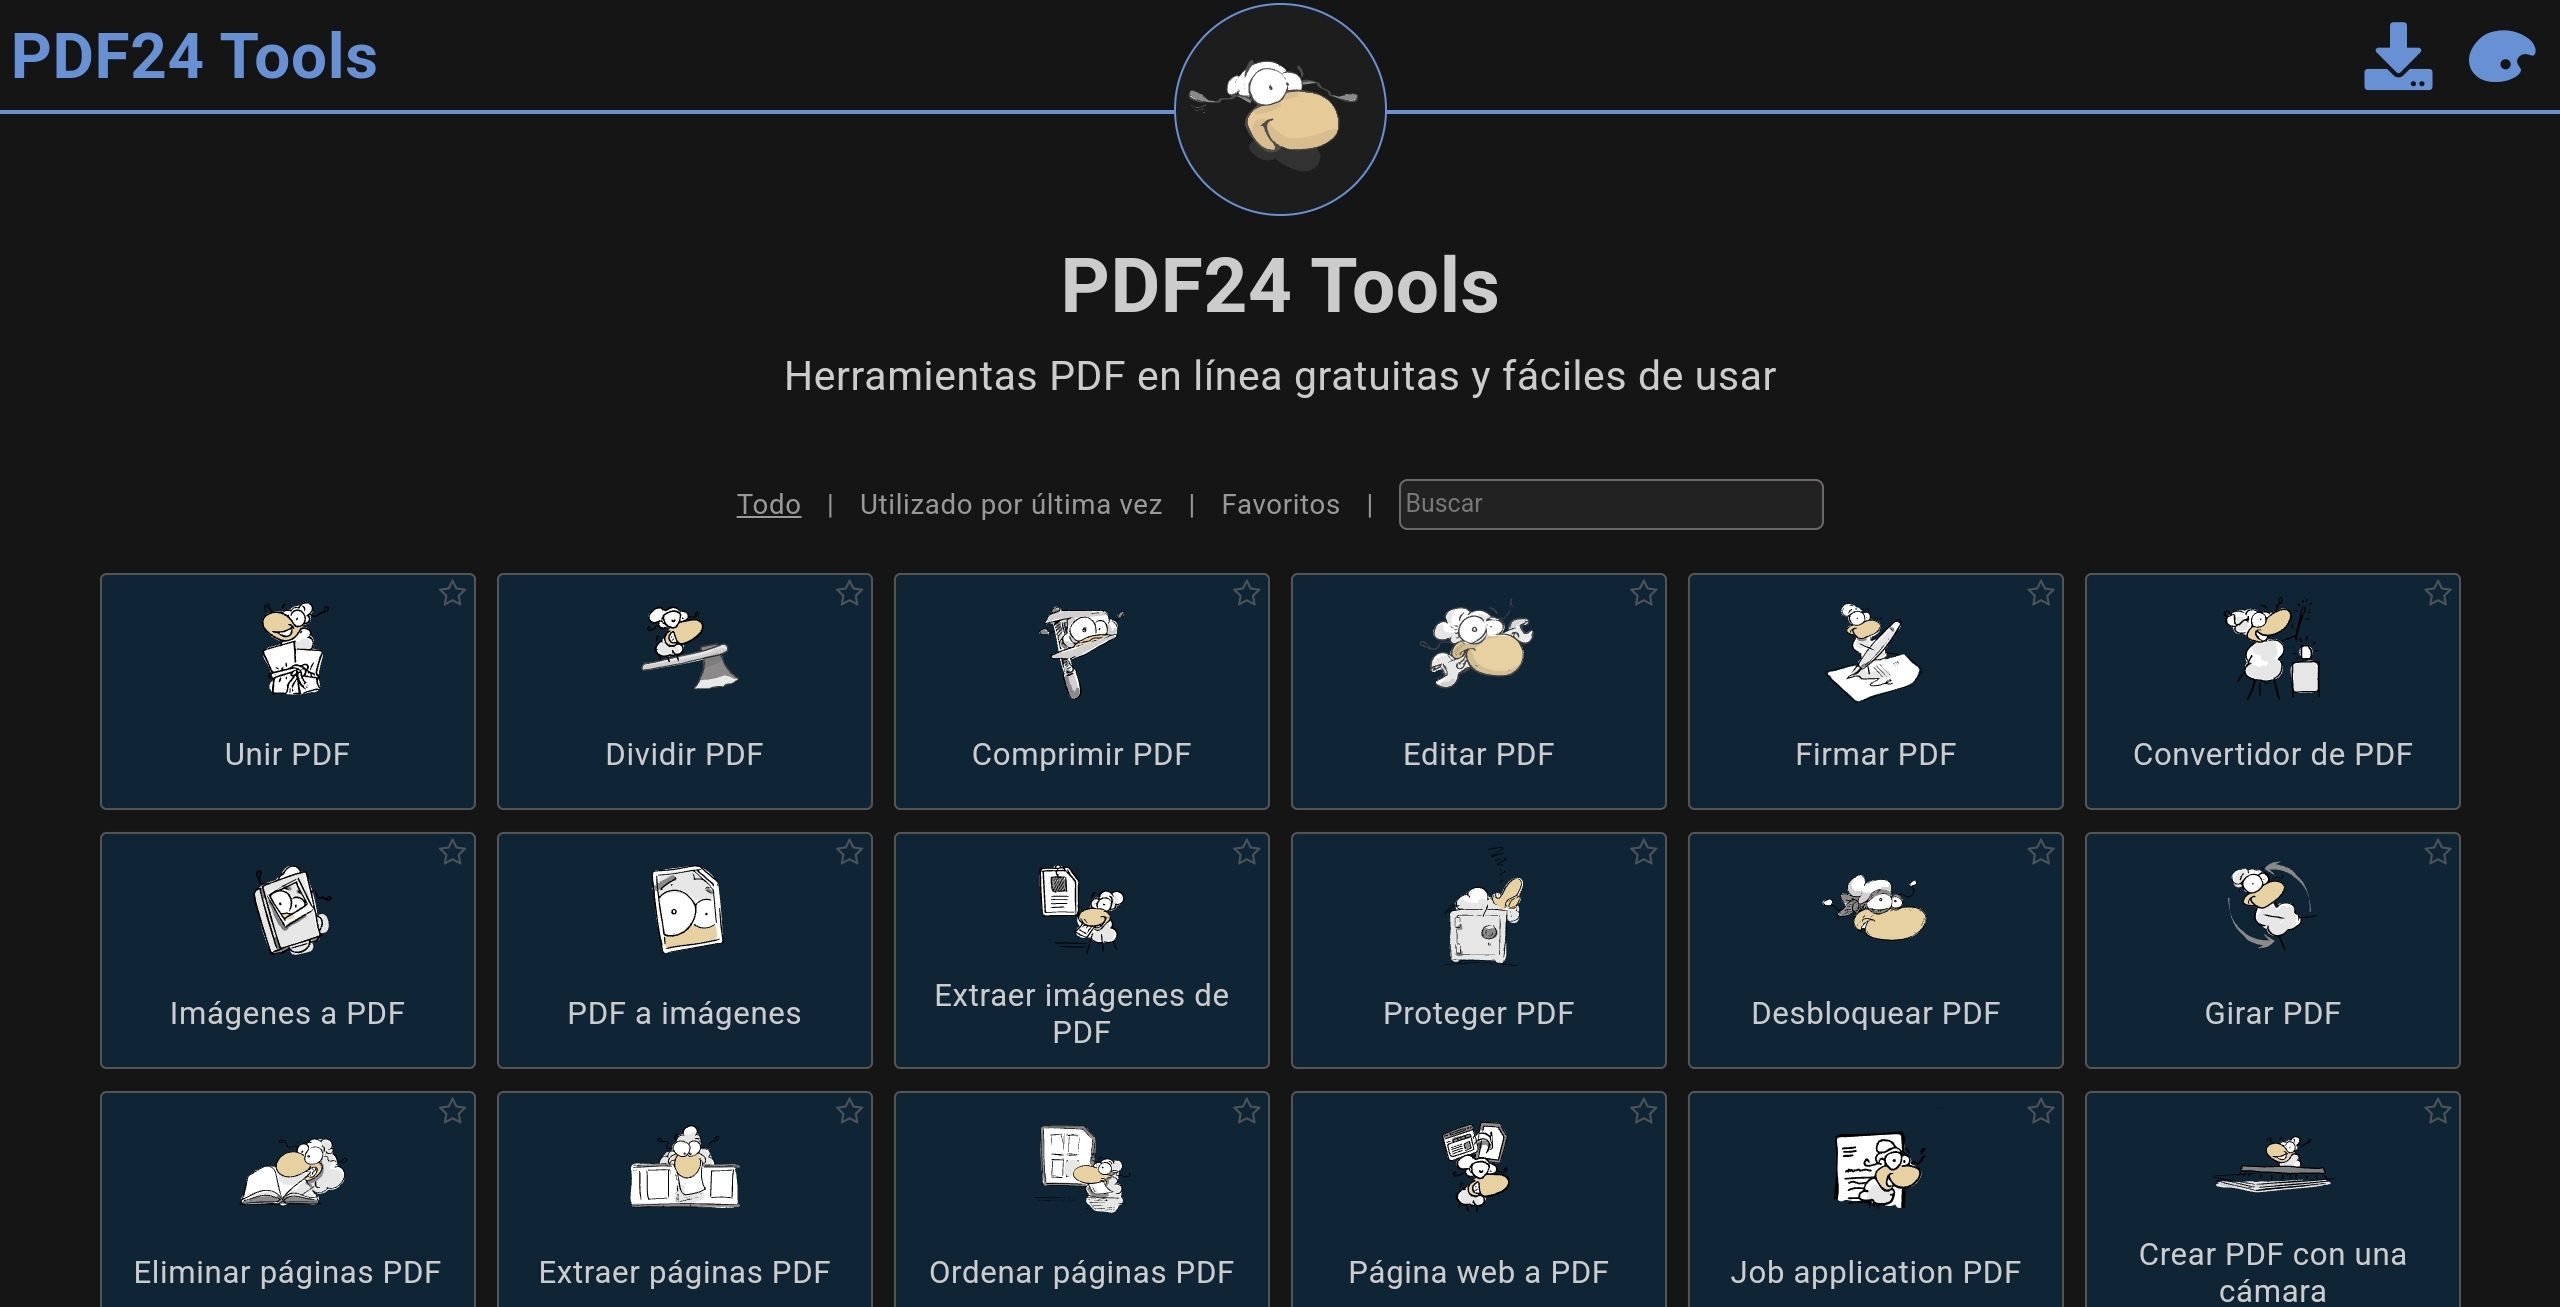 PDF24 Tools
PDF24 Tools
Herramientas PDF en línea gratuitas y fáciles de usar
Todo | Utilizado por última vez | Favoritos | Buscar
Unir PDF
Dividir PDF
Comprimir PDF
Editar PDF
Firmar PDF
Convertidor de PDF
Imágenes a PDF
PDF a imágenes
Extraer imágenes de
PDF
Proteger PDF
Desbloquear PDF
Girar PDF
Eliminar páginas PDF
Extraer páginas PDF
Ordenar páginas PDF
Página web a PDF
Job application PDF
Crear PDF con una
cámara